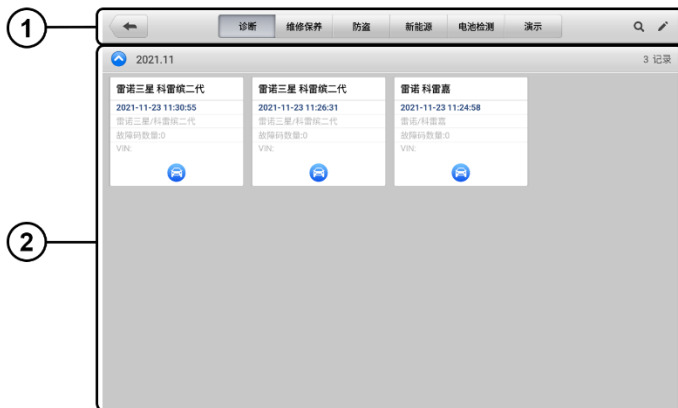 1
诊断 维修保养 防盗 新能源 电池检测 演示
2021.11 3 记录
雷诺三星 科雷缤二代
2021-11-23 11:30:55
雷诺三星/科雷缤二代
故障码数量:0
VIN:
雷诺三星 科雷缤二代
2021-11-23 11:26:31
雷诺三星/科雷缤二代
故障码数量:0
VIN:
雷诺 科雷嘉
2021-11-23 11:24:58
雷诺/科雷嘉
故障码数量:0
VIN:
2